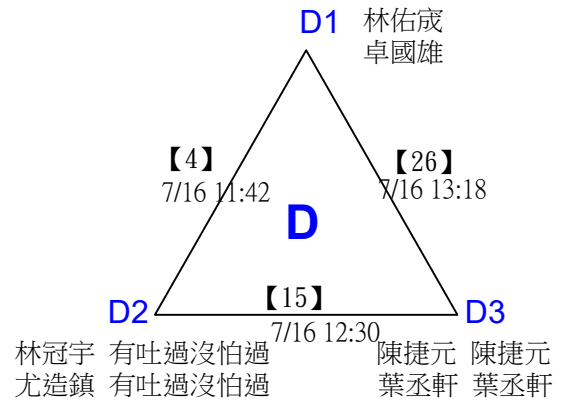 D1
林佑宬
卓國雄
【4】
7/16 11:42
【26】
7/16 13:18
D
【15】
7/16 12:30
D2
D3
林冠宇 有吐過沒怕過
尤造鎮 有吐過沒怕過
陳捷元 陳捷元
葉丞軒 葉丞軒